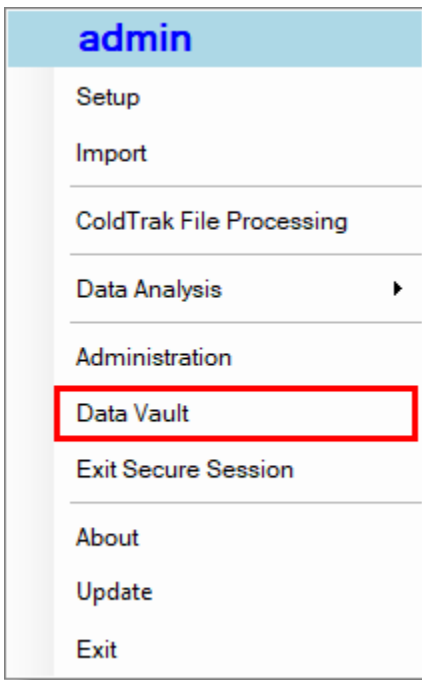 admin
Setup
Import
ColdTrak File Processing
Data Analysis
Administration
Data Vault
Exit Secure Session
About
Update
Exit